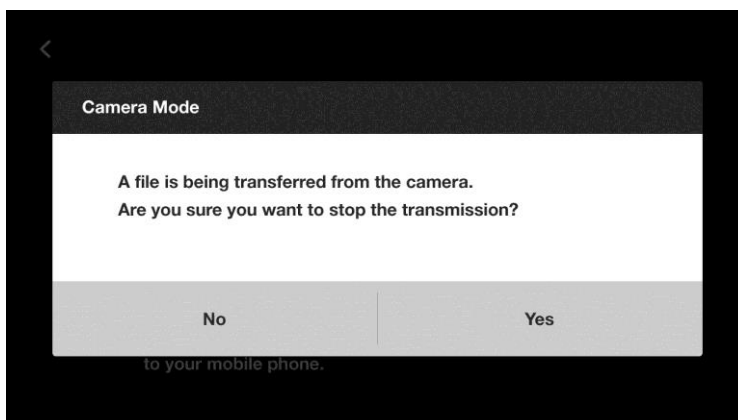 Camera Mode
A file is being transferred from the camera.
Are you sure you want to stop the transmission?
No
Yes
to your mobile phone.